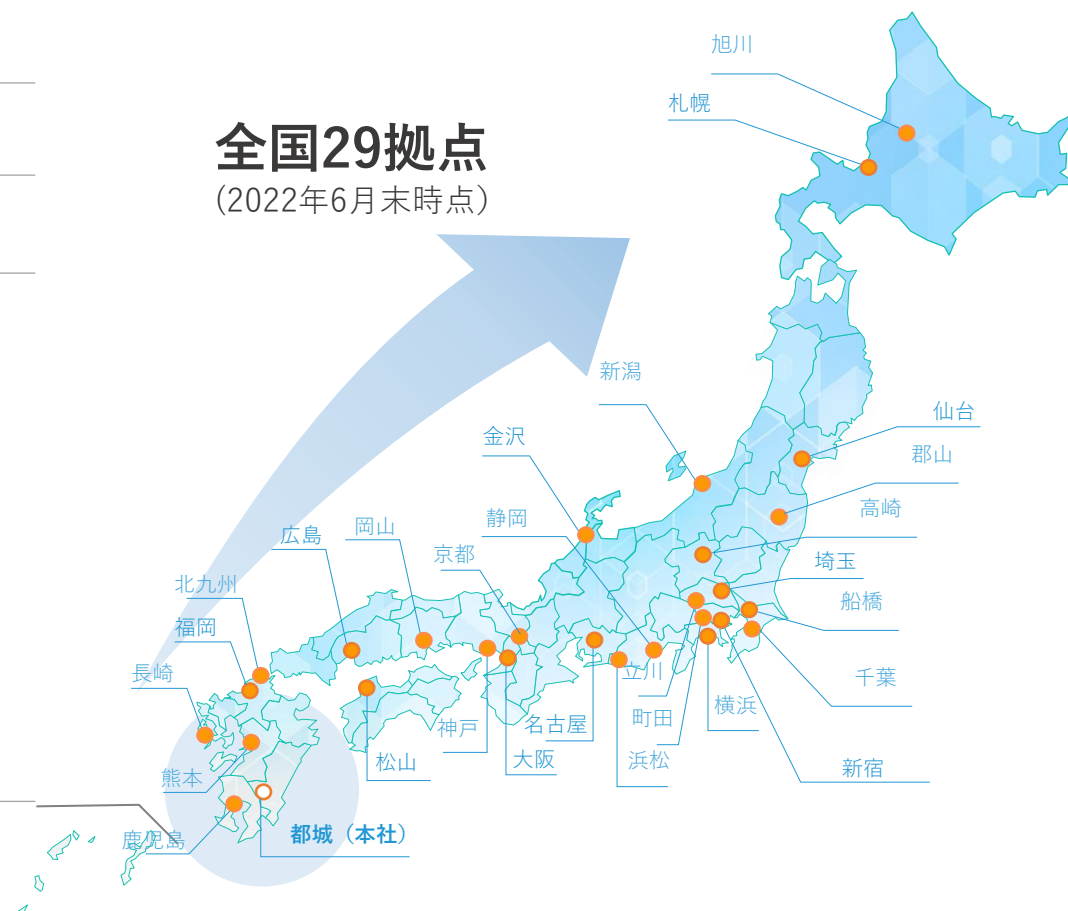 旭川
札幌
全国29拠点
(2022年6月末時点)
新潟
仙台
金沢
郡山
高崎
静岡
岡山
広島
京都
埼玉
北九州
船橋
福岡
長崎
立川
千葉
横浜
町田
名古屋
神戸
大阪
浜松
松山
新宿
熊本
都城（本社）
鹿児島